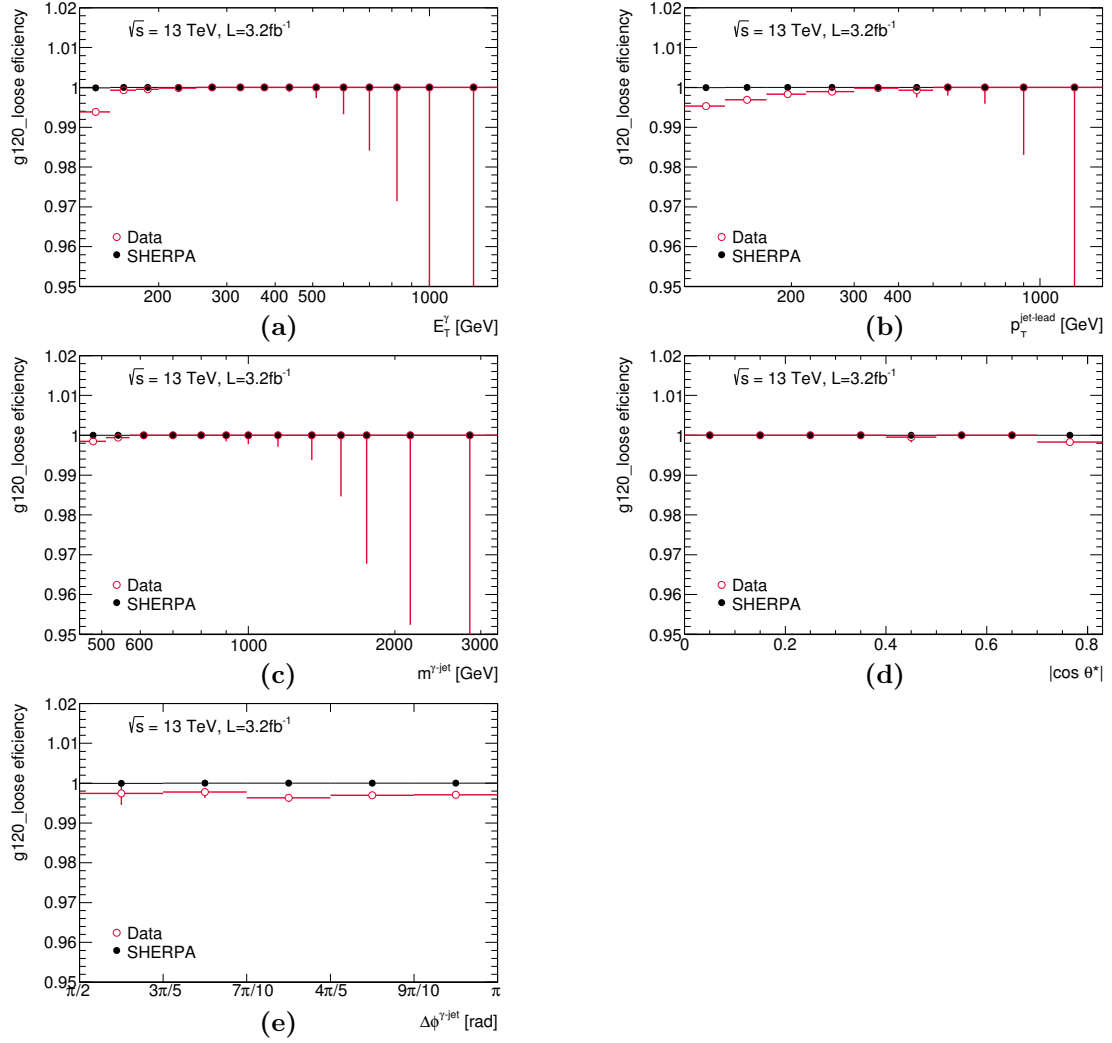 g120_loose eficiency
1.02
1.01
1
0.99
0.98
0.97
0.96
0.95
√s = 13 TeV, L=3.2fb⁻¹
Data
SHERPA
200 300 400 500 1000
E_T^γ [GeV]
(a)
g120_loose eficiency
1.02
1.01
1
0.99
0.98
0.97
0.96
0.95
√s = 13 TeV, L=3.2fb⁻¹
Data
SHERPA
200 300 400 1000
p_T^jet-lead [GeV]
(b)
g120_loose eficiency
1.02
1.01
1
0.99
0.98
0.97
0.96
0.95
√s = 13 TeV, L=3.2fb⁻¹
Data
SHERPA
500 600 1000 2000 3000
m^γ-jet [GeV]
(c)
g120_loose eficiency
1.02
1.01
1
0.99
0.98
0.97
0.96
0.95
√s = 13 TeV, L=3.2fb⁻¹
Data
SHERPA
0 0.2 0.4 0.6 0.8
|cos θ*|
(d)
g120_loose eficiency
1.02
1.01
1
0.99
0.98
0.97
0.96
0.95
√s = 13 TeV, L=3.2fb⁻¹
Data
SHERPA
π/2 3π/5 7π/10 4π/5 9π/10 π
Δϕ^γ-jet [rad]
(e)